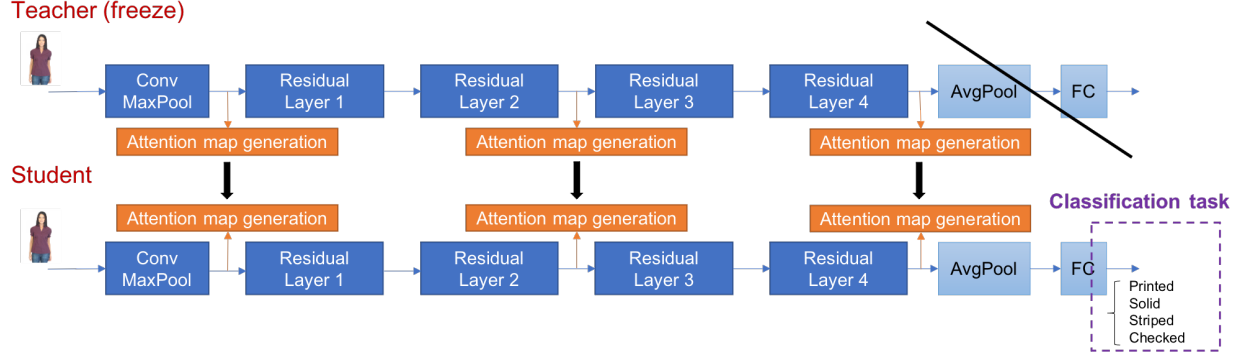 Teacher (freeze)
Conv
MaxPool
Residual
Layer 1
Residual
Layer 2
Residual
Layer 3
Residual
Layer 4
AvgPool
FC
Attention map generation
Attention map generation
Attention map generation
Student
Attention map generation
Attention map generation
Attention map generation
Classification task
Conv
MaxPool
Residual
Layer 1
Residual
Layer 2
Residual
Layer 3
Residual
Layer 4
AvgPool
FC
Printed
Solid
Striped
Checked